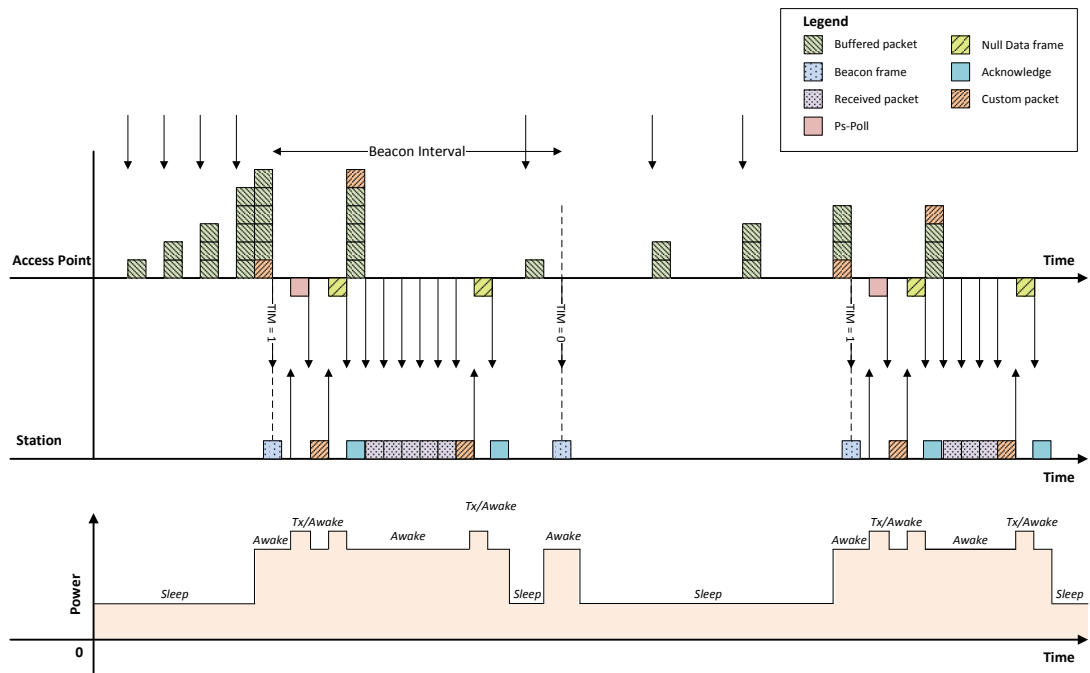 Legend
Buffered packet
Null Data frame
Beacon frame
Acknowledge
Received packet
Custom packet
Ps-Poll
Beacon Interval
Access Point
Time
TIM = 1
TIM = 0
TIM = 1
Station
Time
Tx/Awake
Tx/Awake
Tx/Awake
Tx/Awake
Awake
Awake
Awake
Awake
Awake
Sleep
Sleep
Sleep
Sleep
Power
0
Time